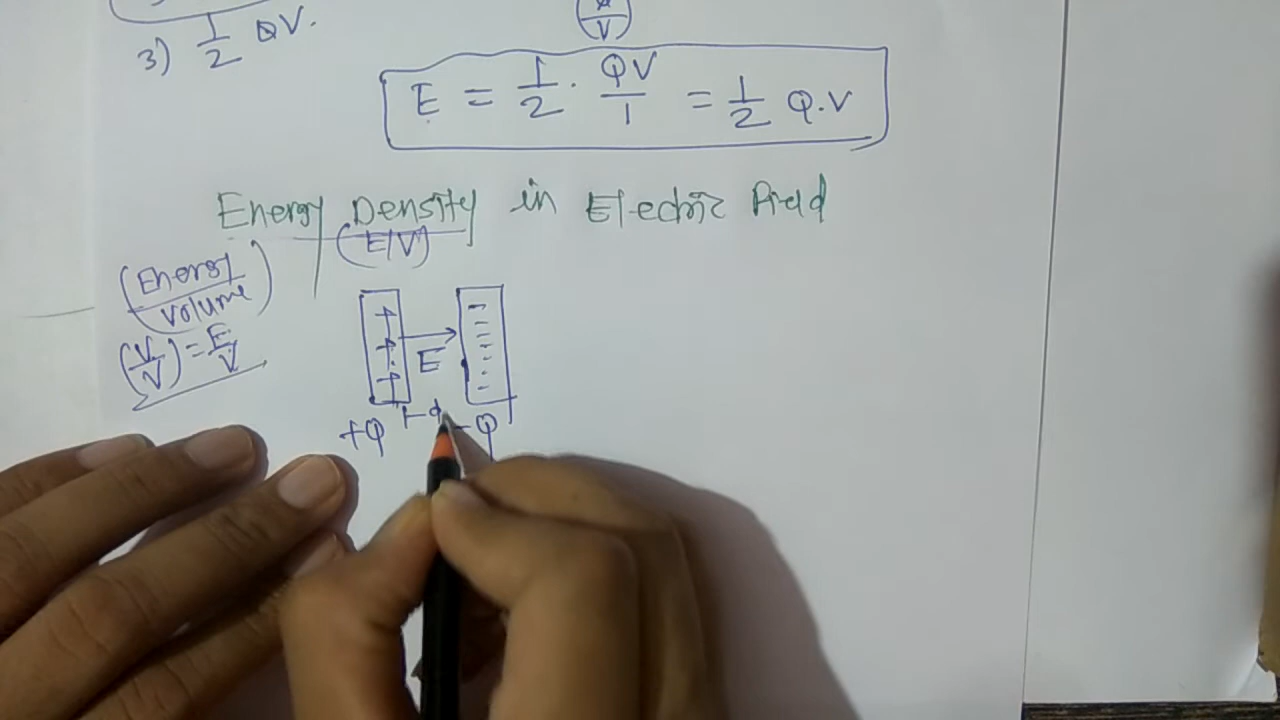 3) 1/2 QV.
E = 1/2 · QV/1 = 1/2 Q.V
Energy Density in Electric Field
(E/V)
(Energy/Volume)
(V/V) = E/V
E
d
+Q -Q